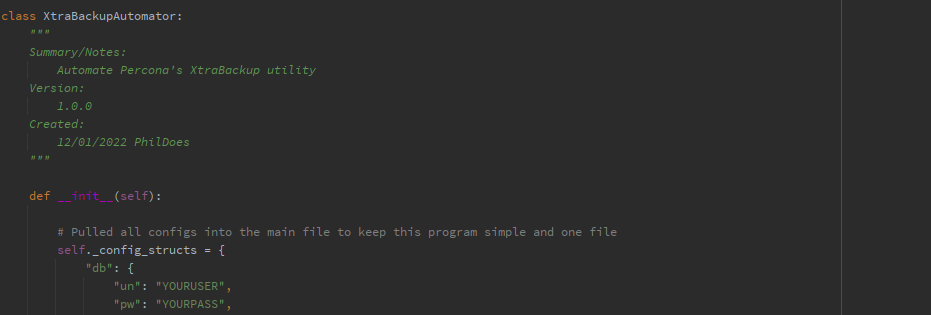 class XtraBackupAutomator:
"""
Summary/Notes:
Automate Percona's XtraBackup utility
Version:
1.0.0
Created:
12/01/2022 PhilDoes
"""
def __init__(self):
# Pulled all configs into the main file to keep this program simple and one file
self._config_structs = {
"db": {
"un": "YOURUSER",
"pw": "YOURPASS",